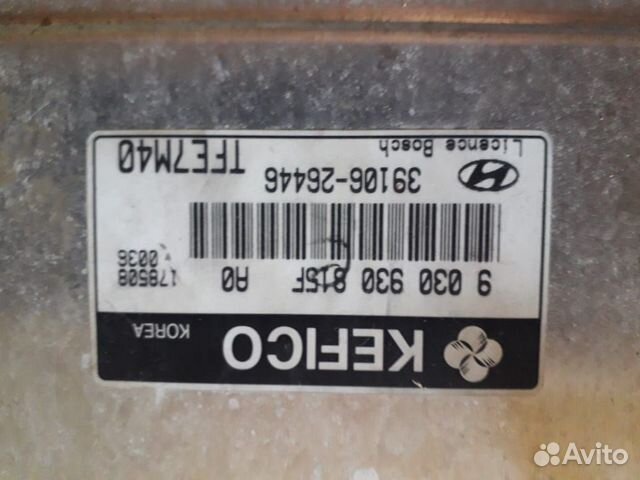 KEFICO KOREA
9 030 930 815F A0 178508
0036
39106-26446
Licence Bosch TFE7M40
Avito